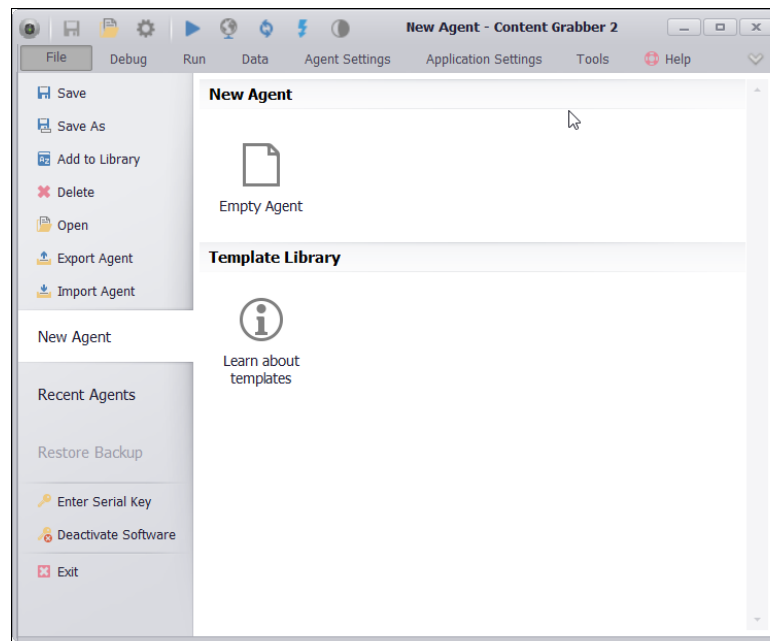 New Agent - Content Grabber 2
File Debug Run Data Agent Settings Application Settings Tools Help
Save
Save As
Add to Library
Delete
Open
Export Agent
Import Agent
New Agent
Recent Agents
Restore Backup
Enter Serial Key
Deactivate Software
Exit
New Agent
Empty Agent
Template Library
Learn about
templates